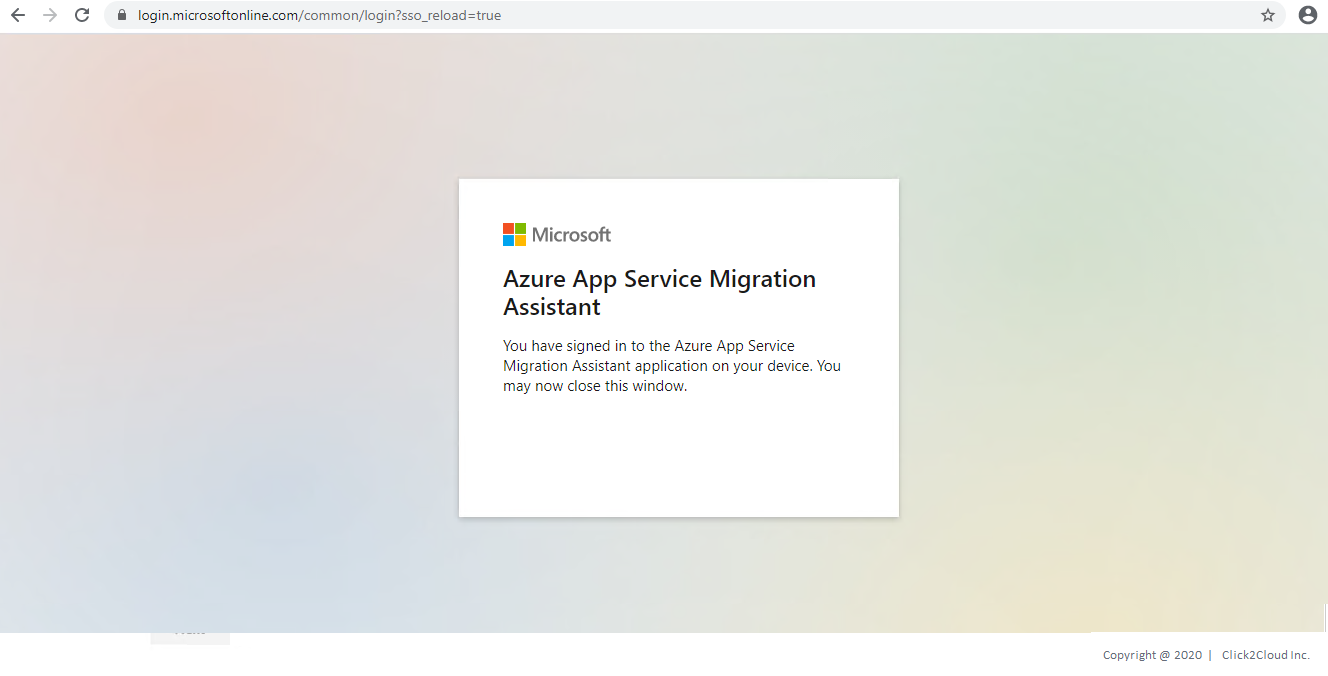 login.microsoftonline.com/common/login?sso_reload=true
Microsoft
Azure App Service Migration
Assistant
You have signed in to the Azure App Service
Migration Assistant application on your device. You
may now close this window.
Copyright @ 2020 | Click2Cloud Inc.